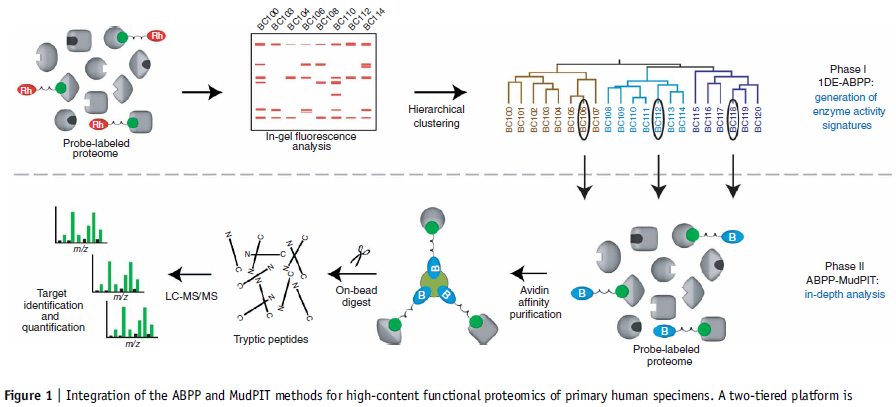 BC100
BC103
BC104
BC106
BC108
BC110
BC112
BC114
Rh
Rh
Rh
Probe-labeled
proteome
In-gel fluorescence
analysis
Hierarchical
clustering
BC100
BC101
BC102
BC103
BC104
BC105
BC106
BC107
BC108
BC109
BC110
BC111
BC112
BC113
BC114
BC115
BC116
BC117
BC118
BC119
BC120
Phase I
1DE-ABPP:
generation of
enzyme activity
signatures
m/z
m/z
m/z
Target
identification
and
quantification
LC-MS/MS
N
C
N
C
N
C
N
C
N
C
N
C
N
C
N
C
Tryptic peptides
On-bead
digest
B
B
B
Avidin
affinity
purification
B
B
B
Probe-labeled
proteome
Phase II
ABPP-MudPIT:
in-depth analysis
Figure 1 | Integration of the ABPP and MudPIT methods for high-content functional proteomics of primary human specimens. A two-tiered platform is